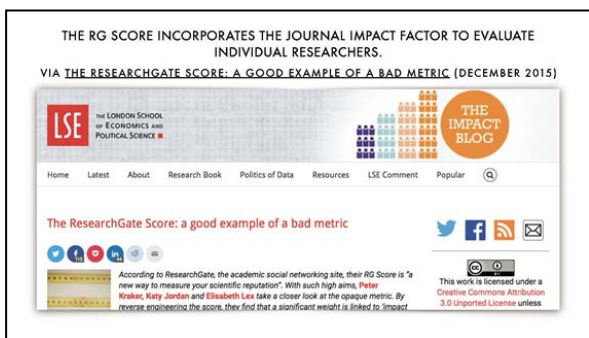 THE RG SCORE INCORPORATES THE JOURNAL IMPACT FACTOR TO EVALUATE
INDIVIDUAL RESEARCHERS.
VIA THE RESEARCHGATE SCORE: A GOOD EXAMPLE OF A BAD METRIC (DECEMBER 2015)
LSE
THE LONDON SCHOOL
OF ECONOMICS AND
POLITICAL SCIENCE
THE
IMPACT
BLOG
Home Latest About Research Book Politics of Data Resources LSE Comment Popular
The ResearchGate Score: a good example of a bad metric
According to ResearchGate, the academic social networking site, their RG Score is "a
new way to measure your scientific reputation". With such high aims, Peter
Kraker, Katy Jordan and Elisabeth Lex take a closer look at the opaque metric. By
reverse engineering the score, they find that a significant weight is linked to 'impact
cc
BY
This work is licensed under a
Creative Commons Attribution
3.0 Unported License unless